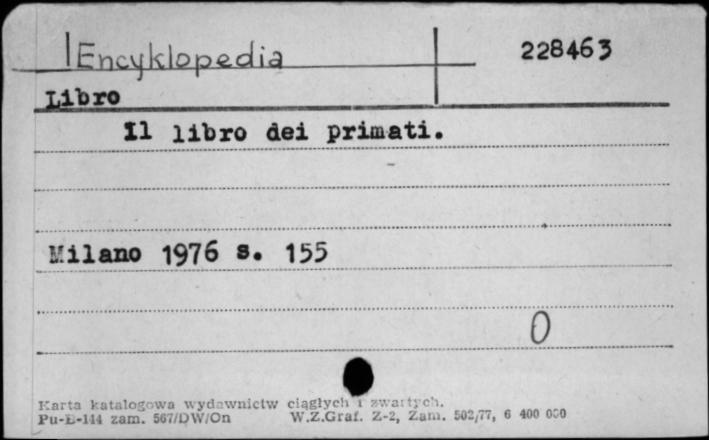 Encyklopedia 228463
Libro
Il libro dei primati.
Milano 1976 s. 155
0
Karta katalogowa wydawnictw ciągłych i zwartych.
Pu-B-144 zam. 567/DW/On W.Z.Graf. Z-2, Zam. 502/77, 6 400 000